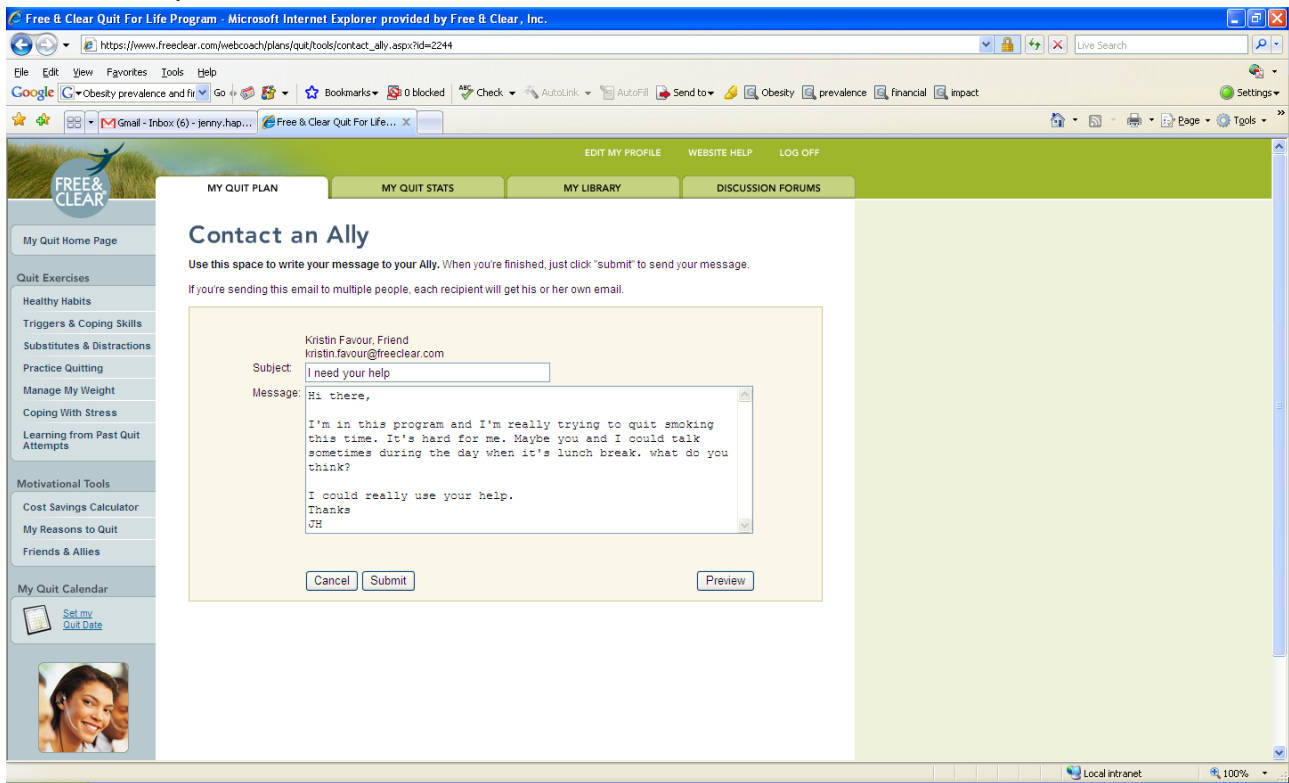 Free & Clear Quit For Life Program - Microsoft Internet Explorer provided by Free & Clear, Inc.
https://www.freeclear.com/webcoach/plans/quit/tools/contact_ally.aspx?id=2244
Live Search
File Edit View Favorites Tools Help
Google G Obesity prevalence and fir Go Bookmarks 0 blocked ABC Check AutoLink AutoFill Send to Obesity prevalence financial impact Settings
Gmail - Inbox (6) - jenny.hap... Free & Clear Quit For Life... X Page Tools
EDIT MY PROFILE WEBSITE HELP LOG OFF
FREE &
CLEAR
MY QUIT PLAN MY QUIT STATS MY LIBRARY DISCUSSION FORUMS
My Quit Home Page
Quit Exercises
Healthy Habits
Triggers & Coping Skills
Substitutes & Distractions
Practice Quitting
Manage My Weight
Coping With Stress
Learning from Past Quit
Attempts
Motivational Tools
Cost Savings Calculator
My Reasons to Quit
Friends & Allies
My Quit Calendar
Set my
Quit Date
Contact an Ally
Use this space to write your message to your Ally. When you're finished, just click "submit" to send your message.
If you're sending this email to multiple people, each recipient will get his or her own email.
Kristin Favour, Friend
kristin.favour@freeclear.com
Subject: I need your help
Message: Hi there,
I'm in this program and I'm really trying to quit smoking
this time. It's hard for me. Maybe you and I could talk
sometimes during the day when it's lunch break. what do you
think?
I could really use your help.
Thanks
JH
Cancel Submit Preview
Local intranet 100%